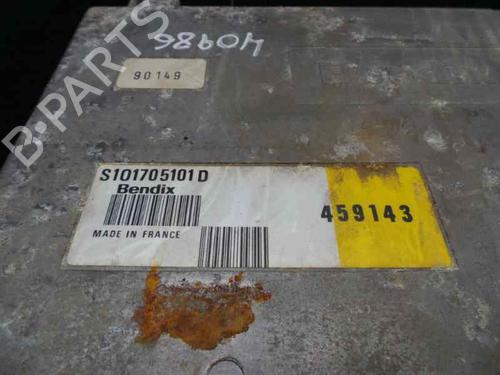 40986
90149
S101705101D
Bendix
459143
MADE IN FRANCE
B-PARTS